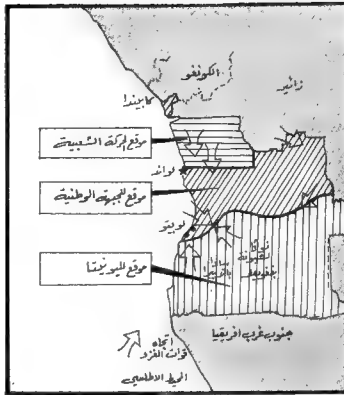 الكونغو
زائير
كابيندا
موقع الحركة الشعبية
لواندا
موقع الجبهة الوطنية
لوبيتو
موقع اليونيتا
جنوب غرب افريقيا
اتجاه
قوات الغزو
المحيط الاطلسي